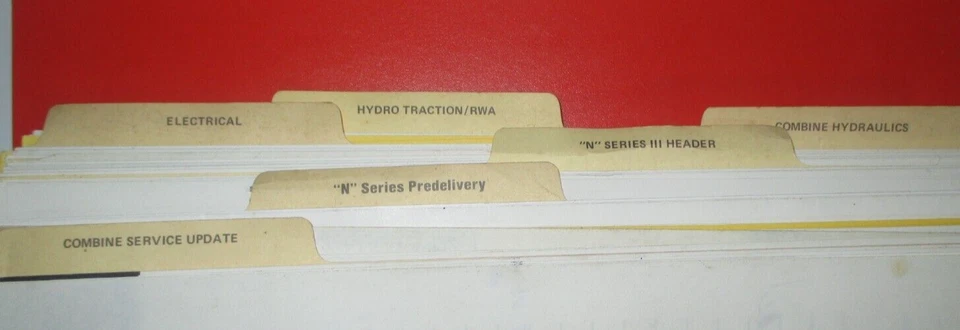 HYDRO TRACTION/RWA
ELECTRICAL
COMBINE HYDRAULICS
"N" SERIES III HEADER
"N" Series Predelivery
COMBINE SERVICE UPDATE